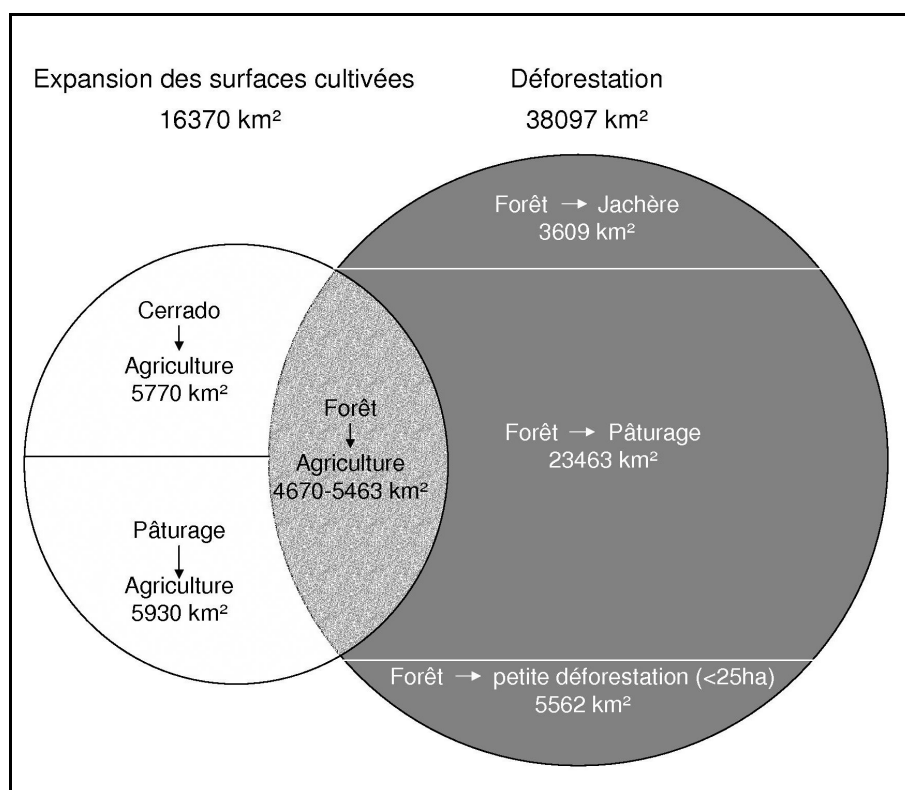 Expansion des surfaces cultivées
16370 km²
Déforestation
38097 km²
Forêt → Jachère
3609 km²
Cerrado
↓
Agriculture
5770 km²
Forêt
↓
Agriculture
4670-5463 km²
Forêt → Pâturage
23463 km²
Pâturage
↓
Agriculture
5930 km²
Forêt → petite déforestation (<25ha)
5562 km²